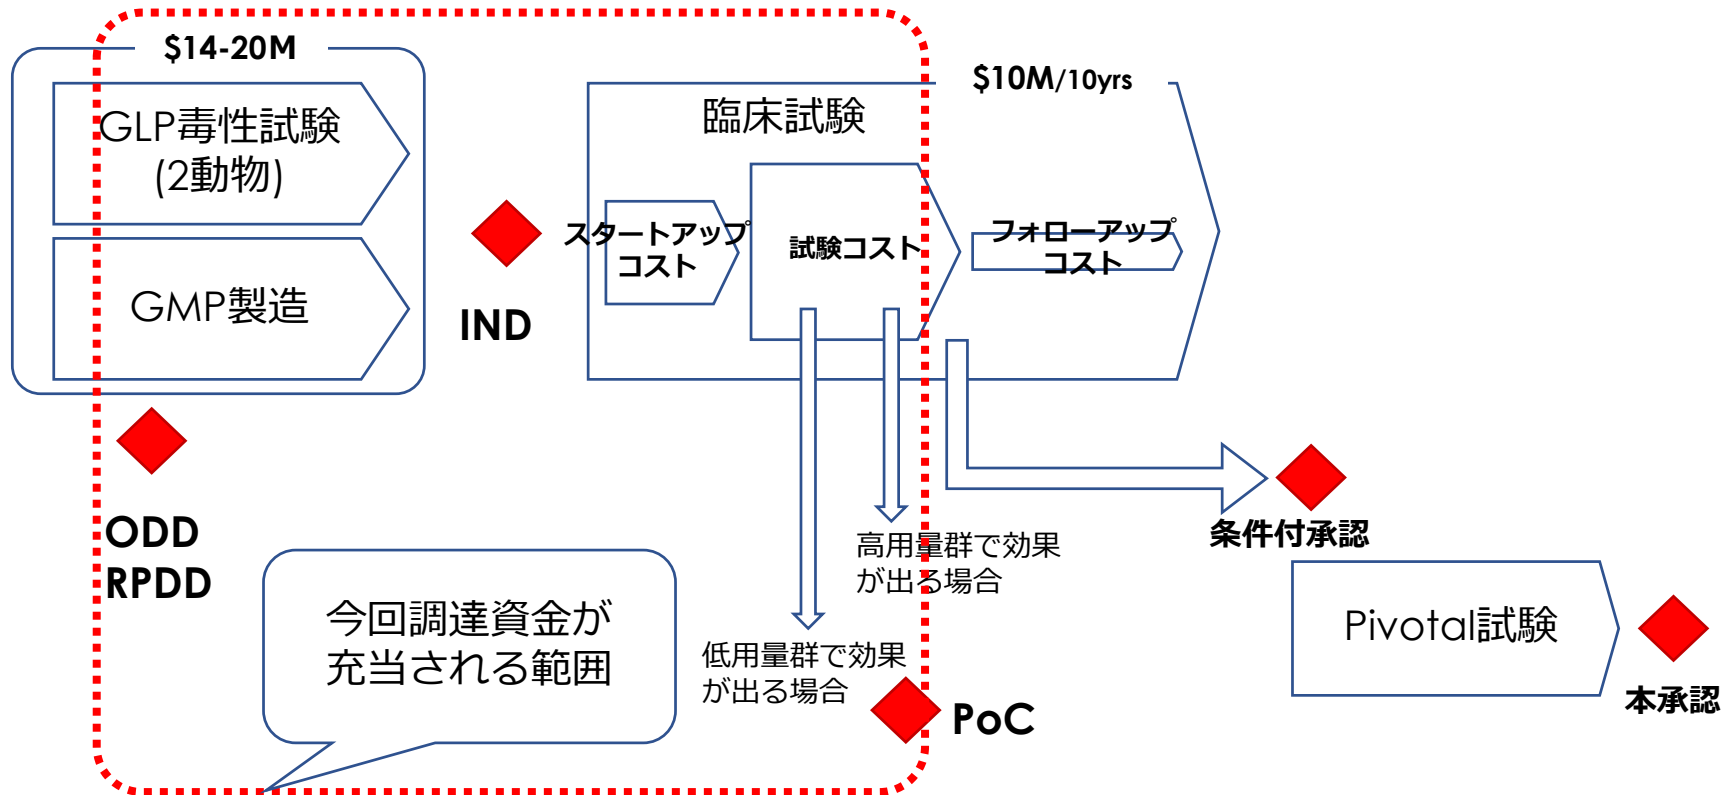 $14-20M
GLP毒性試験
(2動物)
GMP製造
IND
ODD
RPDD
$10M/10yrs
臨床試験
スタートアップ
コスト
試験コスト
フォローアップ
コスト
高用量群で効果
が出る場合
低用量群で効果
が出る場合
今回調達資金が
充当される範囲
PoC
条件付承認
Pivotal試験
本承認